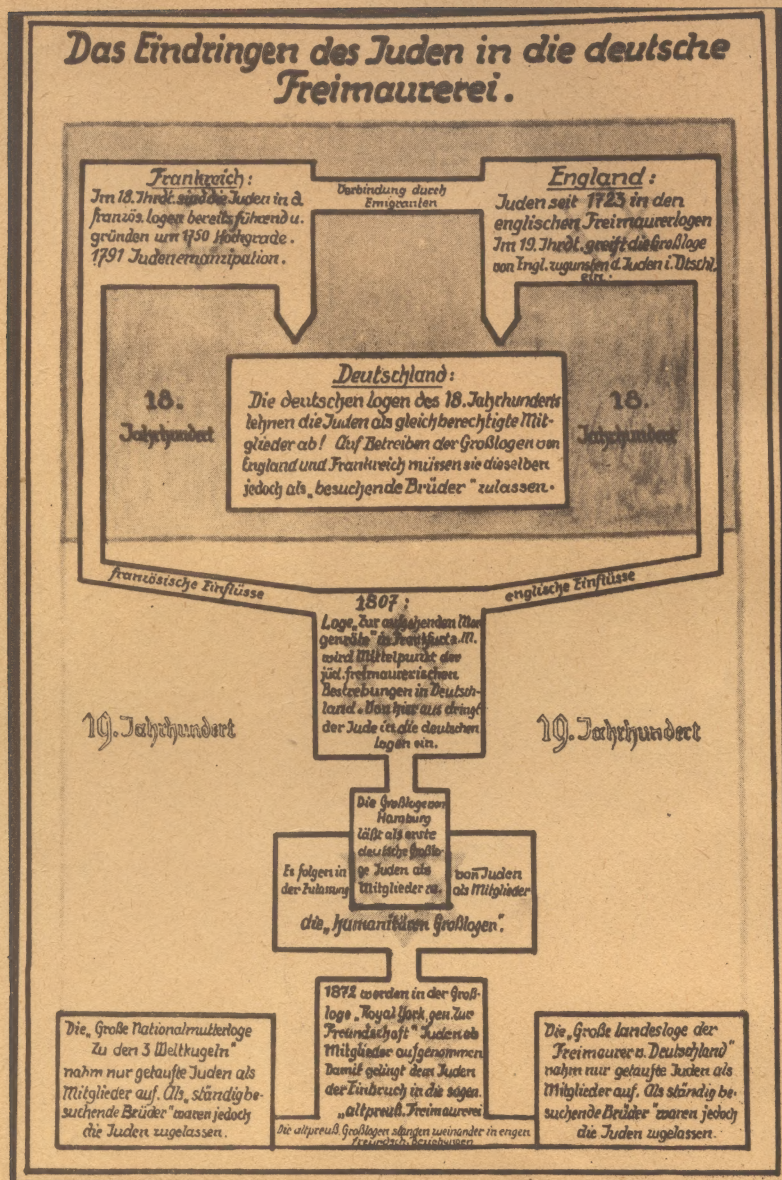 Das Eindringen des Juden in die deutsche
Freimaurerei.
Frankreich:
Im 18. Jhrdt. sind die Juden in d.
französ. Logen bereits führend u.
gründen um 1750 Hochgrade.
1791 Judenemanzipation.
Verbindung durch
Emigranten
England:
Juden seit 1723 in den
englischen Freimaurerlogen
Im 19. Jhrdt. greift die Großloge
von Engl. zugunsten d. Juden i. Dtschl.
ein.
18.
Jahrhundert
Deutschland:
Die deutschen Logen des 18. Jahrhunderts
lehnen die Juden als gleichberechtigte Mit-
glieder ab! Auf Betreiben der Großlogen von
England und Frankreich müssen sie dieselben
jedoch als „besuchende Brüder" zulassen.
18.
Jahrhundert
französische Einflüsse
englische Einflüsse
1807:
Loge „Zur aufgehenden Mor-
genröte" in Frankfurt a. M.
wird Mittelpunkt der
jüd. freimaurerischen
Bestrebungen in Deutsch-
land. Von hier aus dringt
der Jude in die deutschen
Logen ein.
19. Jahrhundert
19. Jahrhundert
Die Großloge von
Hamburg
läßt als erste
deutsche Großlo-
ge Juden als
Mitglieder zu.
Es folgen in
der Zulassung
von Juden
als Mitglieder
die „humanitären Großlogen".
1872 werden in der Groß-
loge „Royal York, gen. Zur
Freundschaft" Juden als
Mitglieder aufgenommen
Damit gelingt dem Juden
der Einbruch in die sogen.
„altpreuß. Freimaurerei
Die „Große Nationalmutterloge
Zu den 3 Weltkugeln"
nahm nur getaufte Juden als
Mitglieder auf. Als „ständig be-
suchende Brüder" waren jedoch
die Juden zugelassen.
Die „Große Landesloge der
Freimaurer v. Deutschland"
nahm nur getaufte Juden als
Mitglieder auf. Als ständig be-
suchende Brüder" waren jedoch
die Juden zugelassen.
Die altpreuß. Großlogen standen zueinander in engen
freundsch. Beziehungen